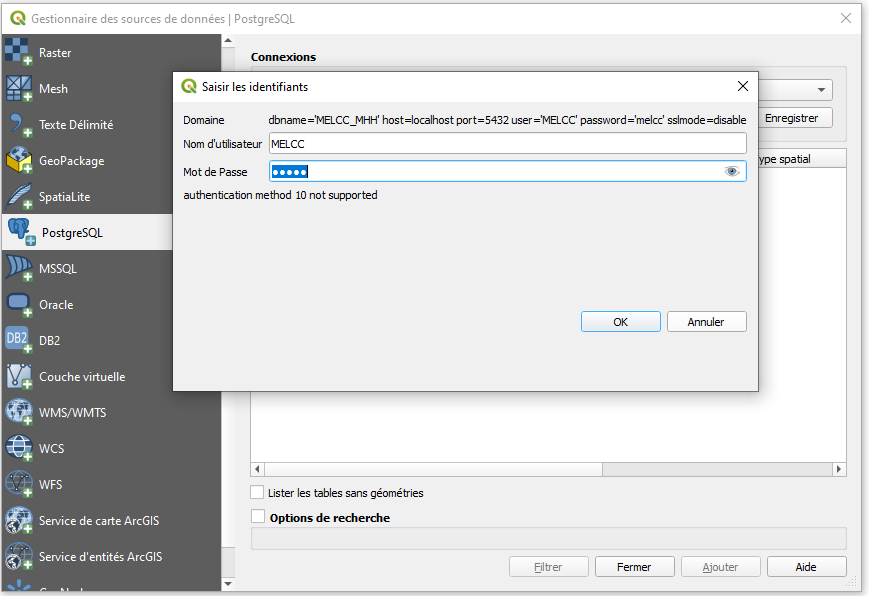 Gestionnaire des sources de données | PostgreSQL
Raster
Mesh
Texte Délimité
GeoPackage
SpatiaLite
PostgreSQL
MSSQL
Oracle
DB2
DB2
Couche virtuelle
WMS/WMTS
WCS
WFS
Service de carte ArcGIS
Service d'entités ArcGIS
Connexions
Enregistrer
ype spatial
Saisir les identifiants
Domaine dbname='MELCC_MHH' host=localhost port=5432 user='MELCC' password='melcc' sslmode=disable
Nom d'utilisateur MELCC
Mot de Passe
authentication method 10 not supported
OK Annuler
Lister les tables sans géométries
Options de recherche
Filtrer Fermer Ajouter Aide